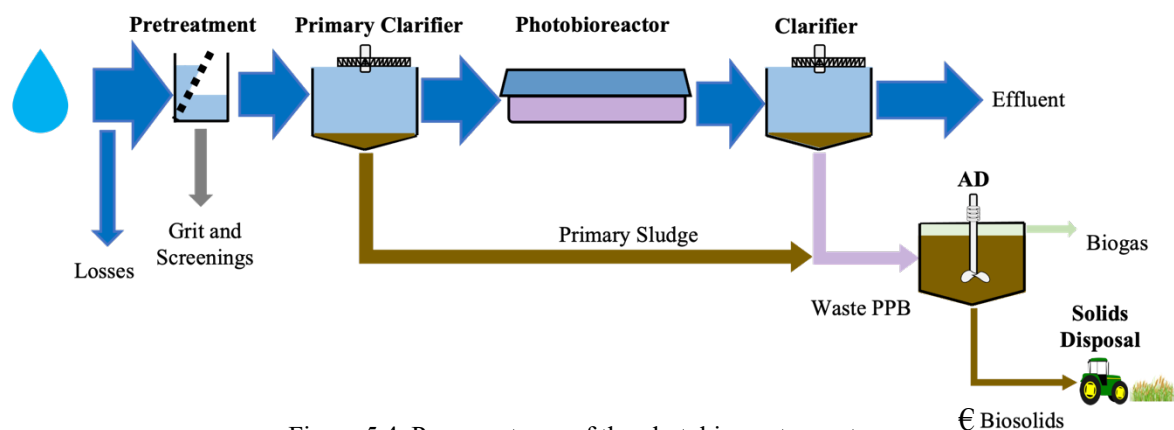 Pretreatment
Primary Clarifier
Photobioreactor
Clarifier
Effluent
AD
Grit and
Screenings
Primary Sludge
Losses
Biogas
Waste PPB
Solids
Disposal
€ Biosolids